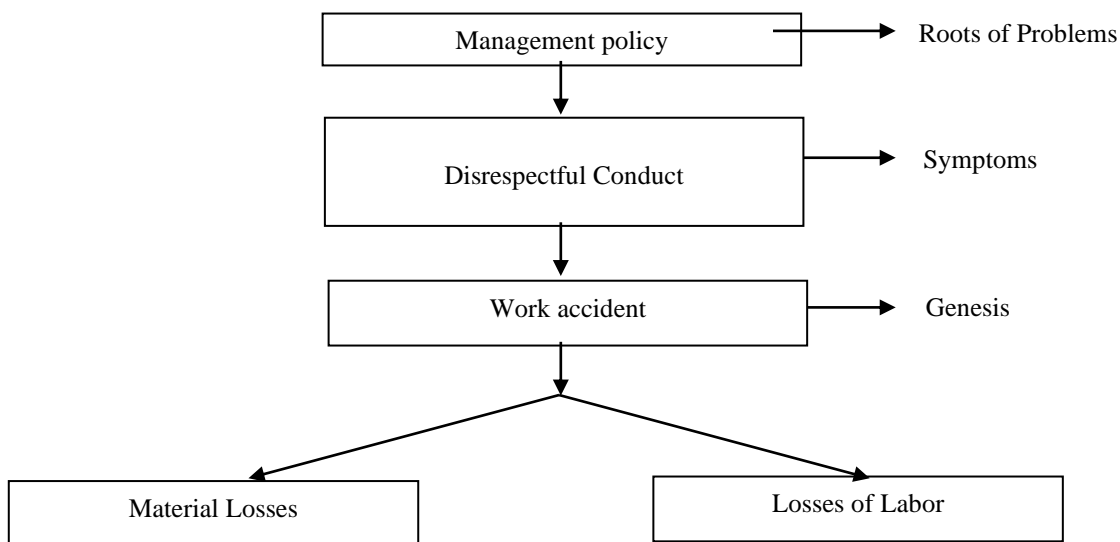 Management policy
Roots of Problems
Disrespectful Conduct
Symptoms
Work accident
Genesis
Material Losses
Losses of Labor